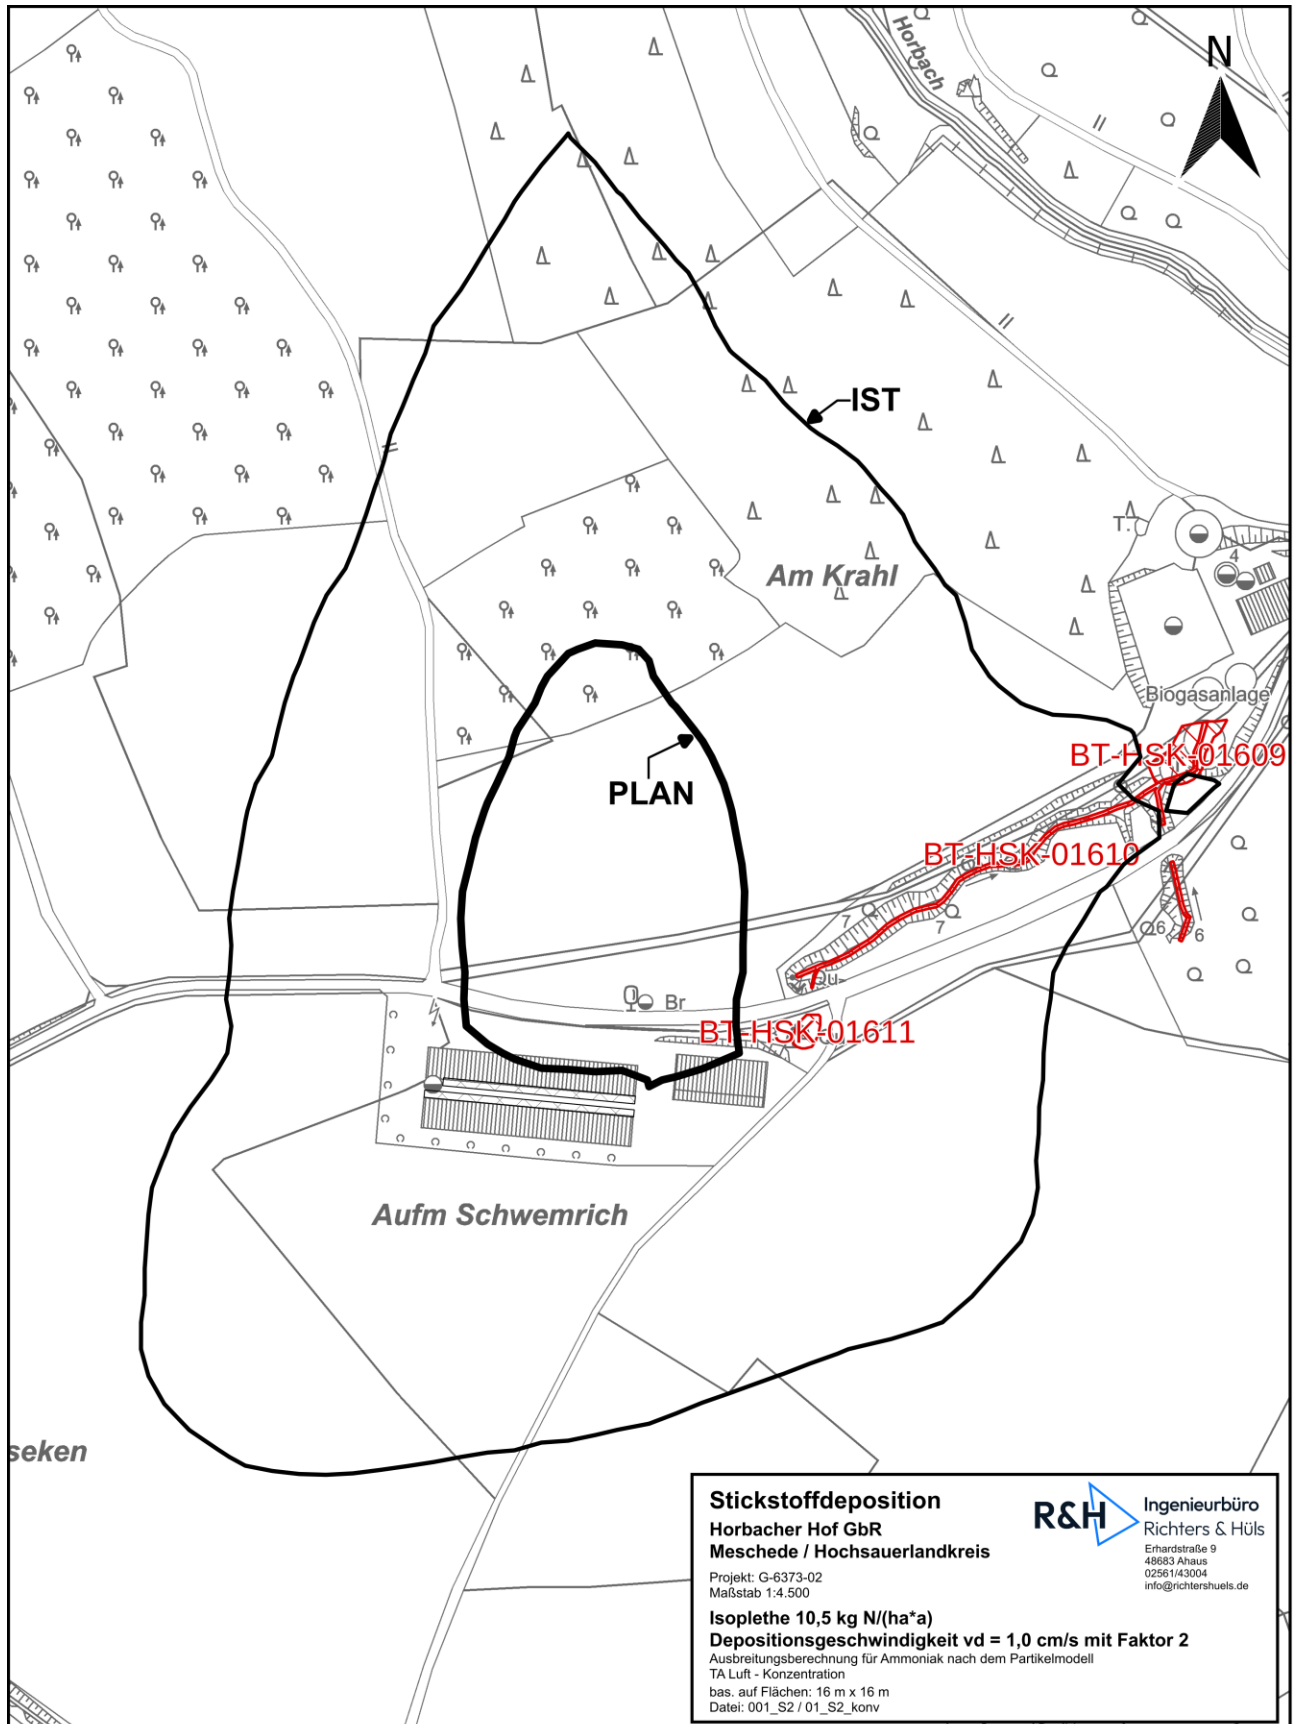 Horbach
N
IST
T.
4
Am Krahl
Biogasanlage
BT-HSK-01609
PLAN
BT-HSK-01610
7
7
6
6
Qu
Br
BT-HSK-01611
Aufm Schwemrich
seken
Stickstoffdeposition
Horbacher Hof GbR
Meschede / Hochsauerlandkreis
Projekt: G-6373-02
Maßstab 1:4.500
Isoplethe 10,5 kg N/(ha*a)
Depositionsgeschwindigkeit vd = 1,0 cm/s mit Faktor 2
Ausbreitungsberechnung für Ammoniak nach dem Partikelmodell
TA Luft - Konzentration
bas. auf Flächen: 16 m x 16 m
Datei: 001_S2 / 01_S2_konv
R&H
Ingenieurbüro
Richters & Hüls
Erhardstraße 9
48683 Ahaus
02561/43004
info@richtershuels.de